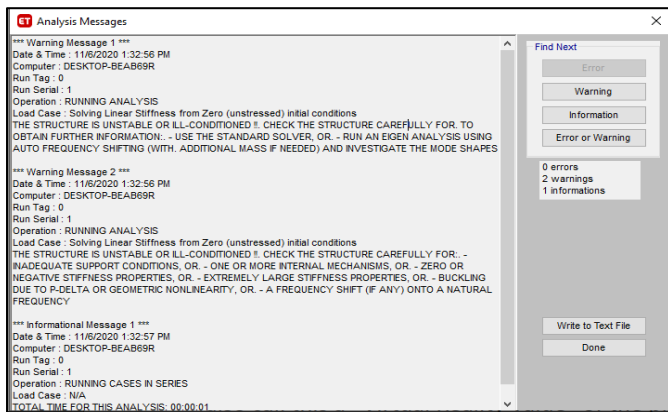 ET Analysis Messages
*** Warning Message 1 ***
Date & Time : 11/6/2020 1:32:56 PM
Computer : DESKTOP-BEAB69R
Run Tag : 0
Run Serial : 1
Operation : RUNNING ANALYSIS
Load Case : Solving Linear Stiffness from Zero (unstressed) initial conditions
THE STRUCTURE IS UNSTABLE OR ILL-CONDITIONED !!. CHECK THE STRUCTURE CAREFULLY FOR. TO
OBTAIN FURTHER INFORMATION:. - USE THE STANDARD SOLVER, OR. - RUN AN EIGEN ANALYSIS USING
AUTO FREQUENCY SHIFTING (WITH. ADDITIONAL MASS IF NEEDED) AND INVESTIGATE THE MODE SHAPES
*** Warning Message 2 ***
Date & Time : 11/6/2020 1:32:56 PM
Computer : DESKTOP-BEAB69R
Run Tag : 0
Run Serial : 1
Operation : RUNNING ANALYSIS
Load Case : Solving Linear Stiffness from Zero (unstressed) initial conditions
THE STRUCTURE IS UNSTABLE OR ILL-CONDITIONED !!. CHECK THE STRUCTURE CAREFULLY FOR:. -
INADEQUATE SUPPORT CONDITIONS, OR. - ONE OR MORE INTERNAL MECHANISMS, OR. - ZERO OR
NEGATIVE STIFFNESS PROPERTIES, OR. - EXTREMELY LARGE STIFFNESS PROPERTIES, OR. - BUCKLING
DUE TO P-DELTA OR GEOMETRIC NONLINEARITY, OR. - A FREQUENCY SHIFT (IF ANY) ONTO A NATURAL
FREQUENCY
*** Informational Message 1 ***
Date & Time : 11/6/2020 1:32:57 PM
Computer : DESKTOP-BEAB69R
Run Tag : 0
Run Serial : 1
Operation : RUNNING CASES IN SERIES
Load Case : N/A
TOTAL TIME FOR THIS ANALYSIS: 00:00:01
Find Next
Error
Warning
Information
Error or Warning
0 errors
2 warnings
1 informations
Write to Text File
Done